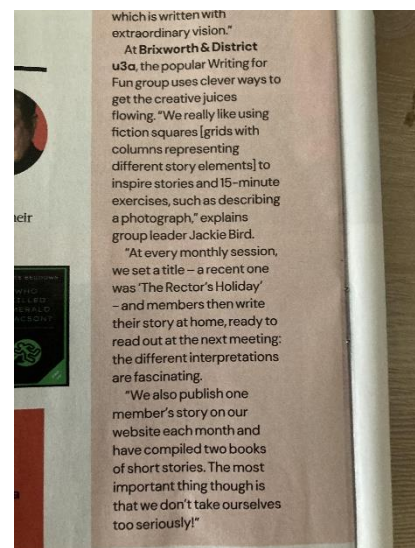 which is written with
extraordinary vision."
At Brixworth & District
u3a, the popular Writing for
Fun group uses clever ways to
get the creative juices
flowing. "We really like using
fiction squares [grids with
columns representing
different story elements] to
inspire stories and 15-minute
exercises, such as describing
a photograph," explains
group leader Jackie Bird.
"At every monthly session,
we set a title – a recent one
was 'The Rector's Holiday'
– and members then write
their story at home, ready to
read out at the next meeting;
the different interpretations
are fascinating.
"We also publish one
member's story on our
website each month and
have compiled two books
of short stories. The most
important thing though is
that we don't take ourselves
too seriously!"
WHO